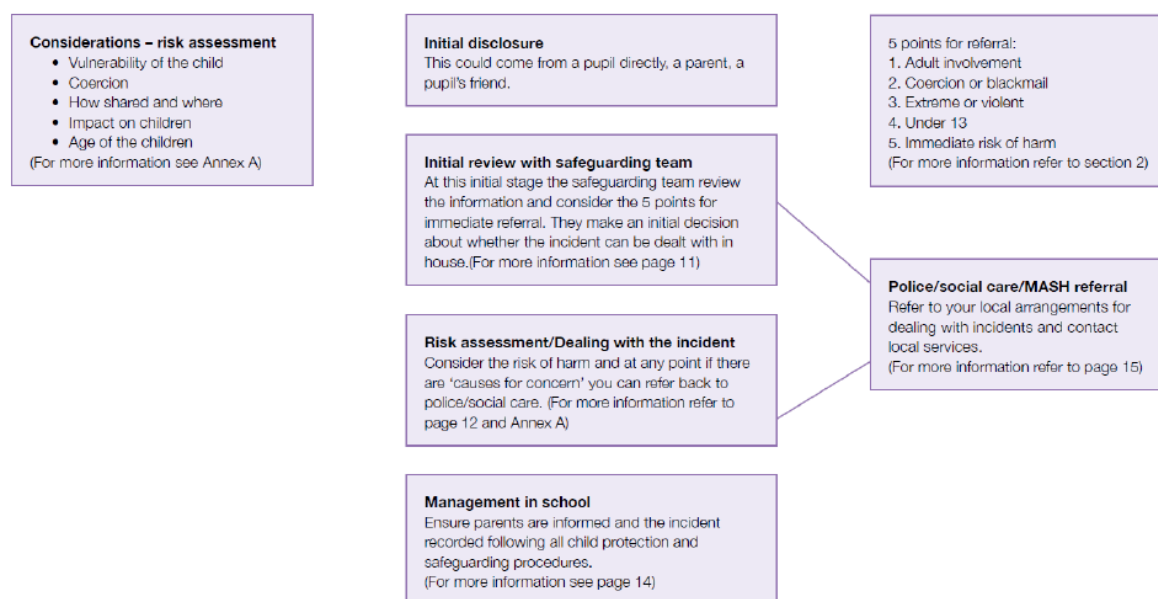 Considerations – risk assessment
• Vulnerability of the child
• Coercion
• How shared and where
• Impact on children
• Age of the children
(For more information see Annex A)
Initial disclosure
This could come from a pupil directly, a parent, a
pupil's friend.
Initial review with safeguarding team
At this initial stage the safeguarding team review
the information and consider the 5 points for
immediate referral. They make an initial decision
about whether the incident can be dealt with in
house.(For more information see page 11)
Risk assessment/Dealing with the incident
Consider the risk of harm and at any point if there
are 'causes for concern' you can refer back to
police/social care. (For more information refer to
page 12 and Annex A)
Management in school
Ensure parents are informed and the incident
recorded following all child protection and
safeguarding procedures.
(For more information see page 14)
5 points for referral:
1. Adult involvement
2. Coercion or blackmail
3. Extreme or violent
4. Under 13
5. Immediate risk of harm
(For more information refer to section 2)
Police/social care/MASH referral
Refer to your local arrangements for
dealing with incidents and contact
local services.
(For more information refer to page 15)